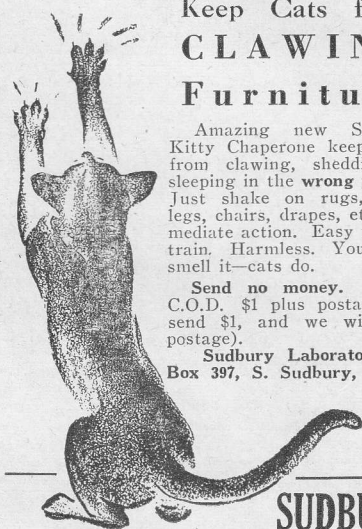 Keep Cats f
CLAWIN
Furnitu
Amazing new S
Kitty Chaperone keep
from clawing, shedd
sleeping in the wrong
Just shake on rugs,
legs, chairs, drapes, et
mediate action. Easy
train. Harmless. You
smell it—cats do.
Send no money.
C.O.D. $1 plus posta
send $1, and we wi
postage).
Sudbury Laborato
Box 397, S. Sudbury,
SUDB